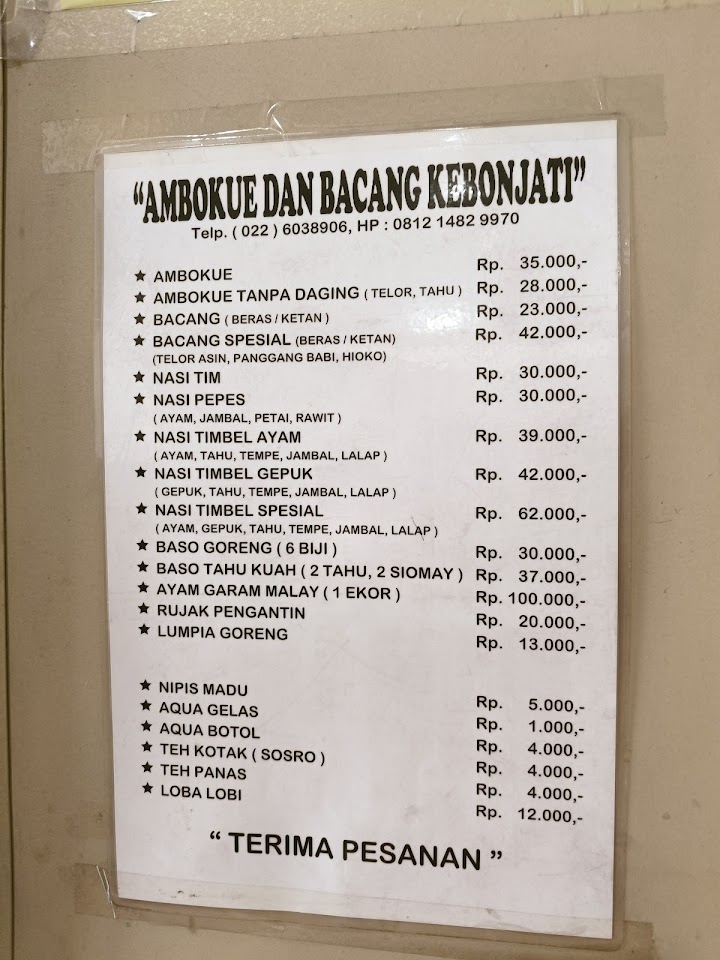 “AMBOKUE DAN BACANG KEBONJATI”
Telp. ( 022 ) 6038906, HP : 0812 1482 9970
★ AMBOKUE Rp. 35.000,-
★ AMBOKUE TANPA DAGING ( TELOR, TAHU ) Rp. 28.000,-
★ BACANG ( BERAS / KETAN ) Rp. 23.000,-
★ BACANG SPESIAL (BERAS / KETAN) Rp. 42.000,-
(TELOR ASIN, PANGGANG BABI, HIOKO)
★ NASI TIM Rp. 30.000,-
★ NASI PEPES Rp. 30.000,-
( AYAM, JAMBAL, PETAI, RAWIT )
★ NASI TIMBEL AYAM Rp. 39.000,-
( AYAM, TAHU, TEMPE, JAMBAL, LALAP )
★ NASI TIMBEL GEPUK Rp. 42.000,-
( GEPUK, TAHU, TEMPE, JAMBAL, LALAP )
★ NASI TIMBEL SPESIAL Rp. 62.000,-
( AYAM, GEPUK, TAHU, TEMPE, JAMBAL, LALAP )
★ BASO GORENG ( 6 BIJI ) Rp. 30.000,-
★ BASO TAHU KUAH ( 2 TAHU, 2 SIOMAY ) Rp. 37.000,-
★ AYAM GARAM MALAY ( 1 EKOR ) Rp. 100.000,-
★ RUJAK PENGANTIN Rp. 20.000,-
★ LUMPIA GORENG Rp. 13.000,-
★ NIPIS MADU Rp. 5.000,-
★ AQUA GELAS Rp. 1.000,-
★ AQUA BOTOL Rp. 4.000,-
★ TEH KOTAK ( SOSRO ) Rp. 4.000,-
★ TEH PANAS Rp. 4.000,-
★ LOBA LOBI Rp. 12.000,-
“ TERIMA PESANAN ”